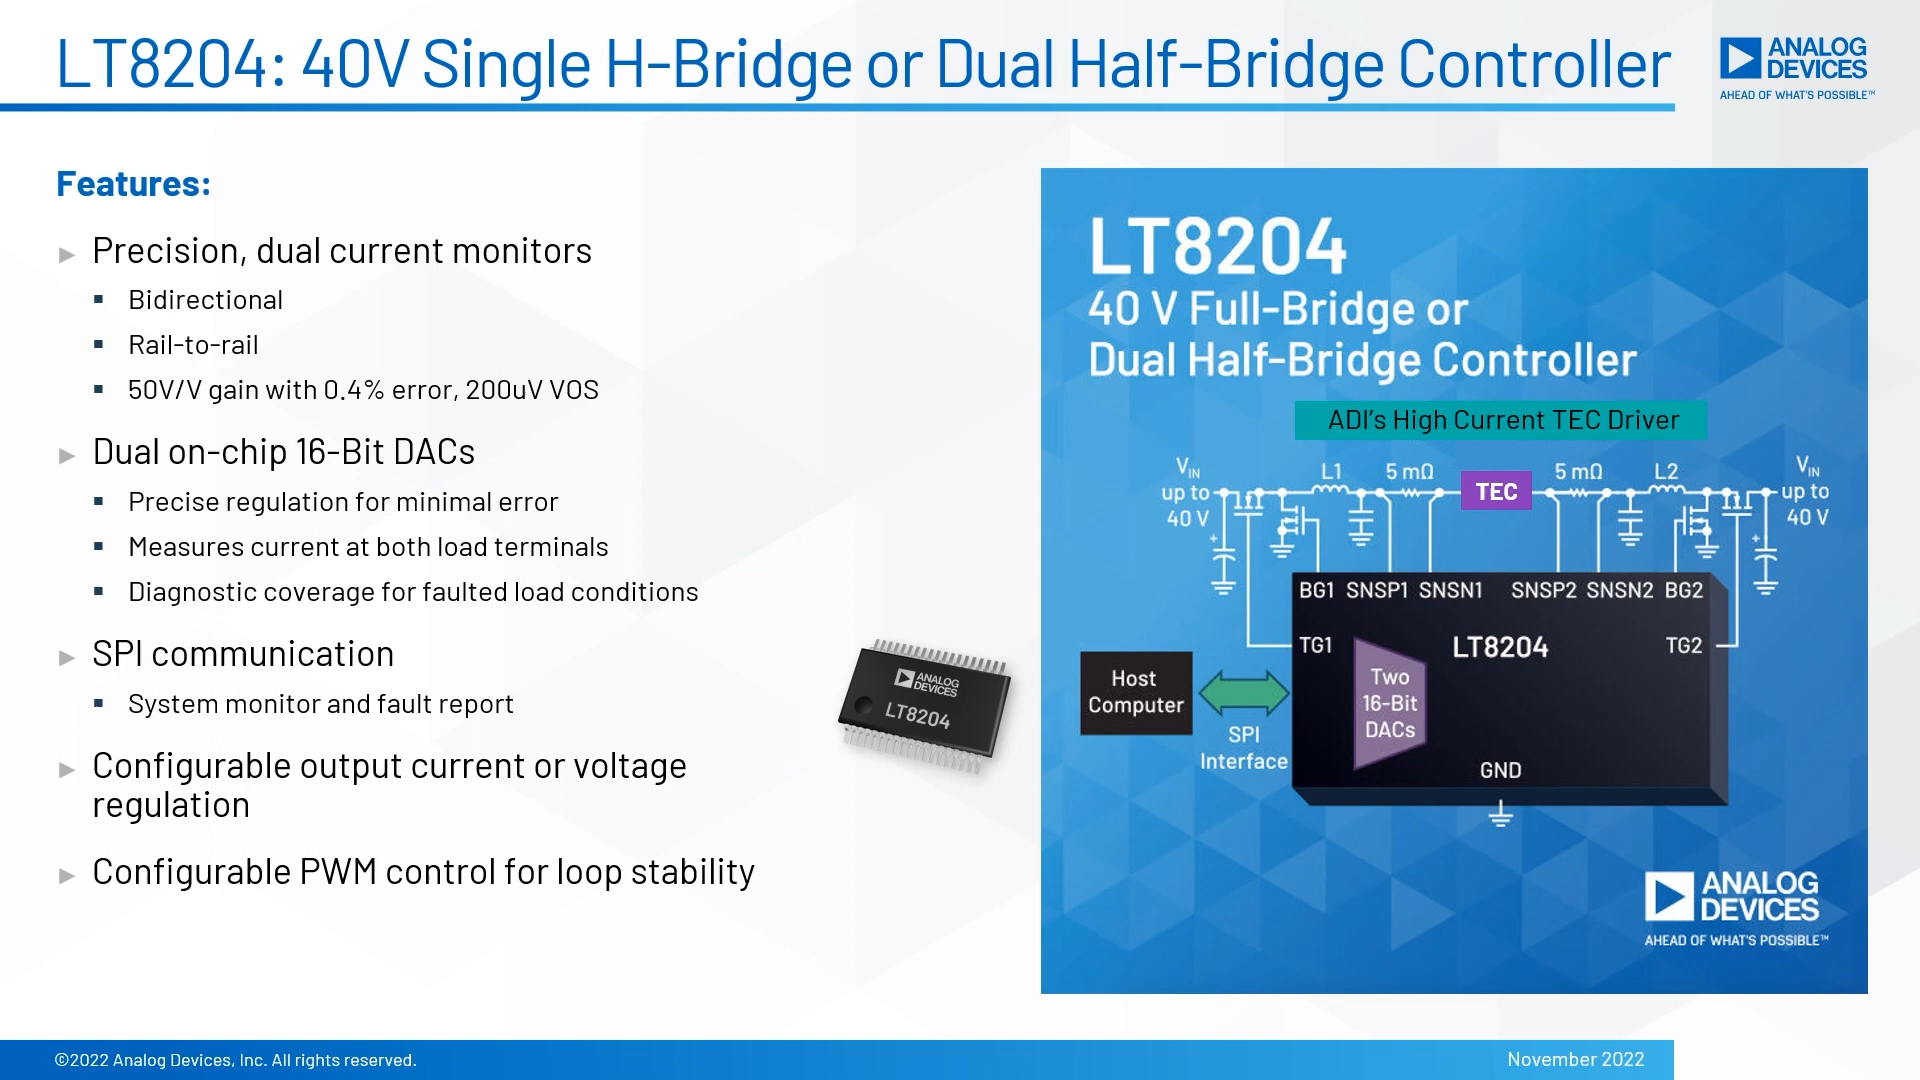 LT8204: 40V Single H-Bridge or Dual Half-Bridge Controller
ANALOG
DEVICES
AHEAD OF WHAT'S POSSIBLE™
Features:
Precision, dual current monitors
Bidirectional
Rail-to-rail
50V/V gain with 0.4% error, 200uV VOS
Dual on-chip 16-Bit DACs
Precise regulation for minimal error
Measures current at both load terminals
Diagnostic coverage for faulted load conditions
SPI communication
System monitor and fault report
Configurable output current or voltage
regulation
Configurable PWM control for loop stability
ANALOG
DEVICES
LT8204
LT8204
40 V Full-Bridge or
Dual Half-Bridge Controller
ADI's High Current TEC Driver
VIN
up to
40 V
+
L1
5 mΩ
TEC
5 mΩ
L2
VIN
up to
40 V
+
BG1 SNSP1 SNSN1 SNSP2 SNSN2 BG2
TG1
LT8204
TG2
Host
Computer
SPI
Interface
Two
16-Bit
DACs
GND
ANALOG
DEVICES
AHEAD OF WHAT'S POSSIBLE™
©2022 Analog Devices, Inc. All rights reserved.
November 2022